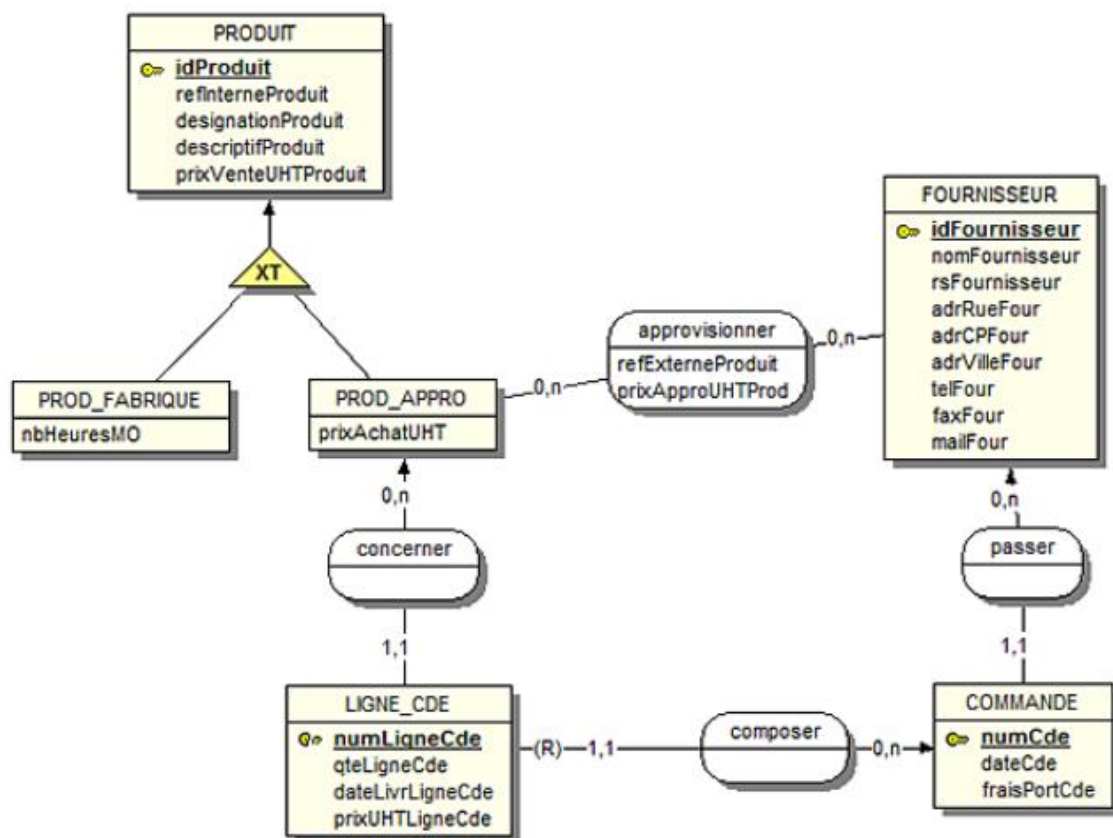 PRODUIT
idProduit
refInterneProduit
designationProduit
descriptifProduit
prixVenteUHTProduit
XT
PROD_FABRIQUE
nbHeuresMO
PROD_APPRO
prixAchatUHT
0,n
approvisionner
refExterneProduit
prixApproUHTProd
0,n
FOURNISSEUR
idFournisseur
nomFournisseur
rsFournisseur
adrRueFour
adrCPFour
adrVilleFour
telFour
faxFour
mailFour
0,n
concerner
1,1
0,n
passer
1,1
LIGNE_CDE
numLigneCde
qteLigneCde
dateLivrLigneCde
prixUHTLigneCde
(R) 1,1
composer
0,n
COMMANDE
numCde
dateCde
fraisPortCde